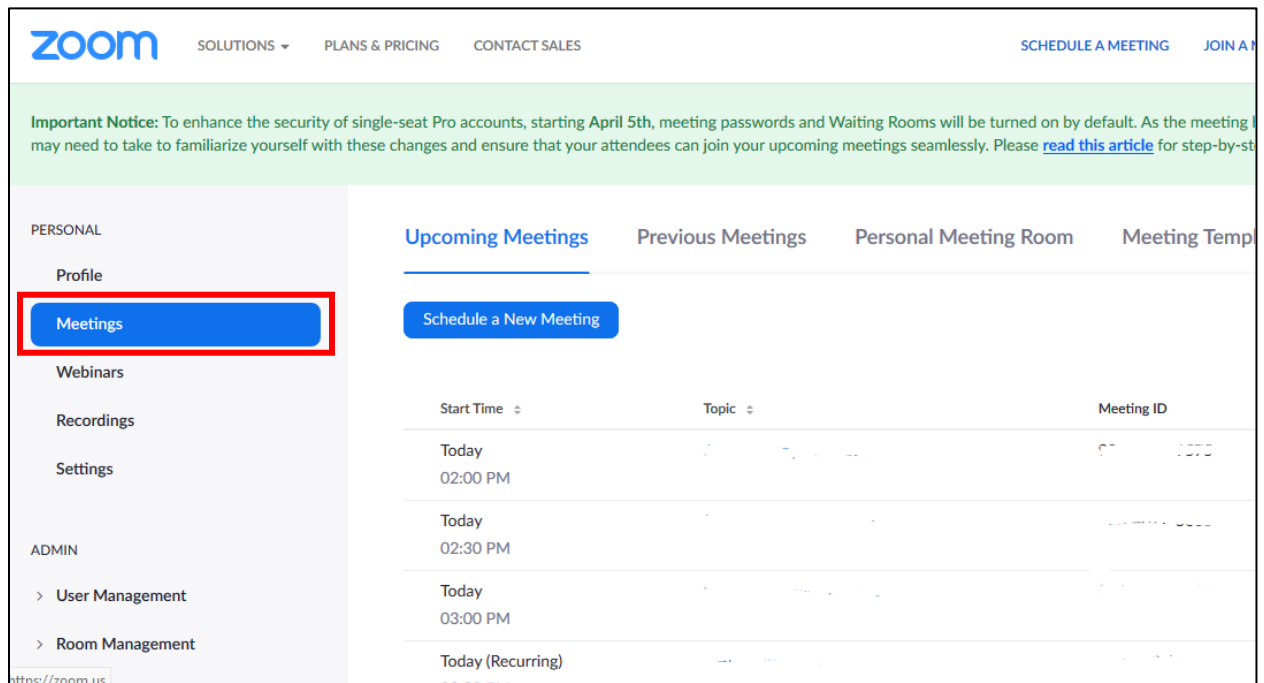 zoom SOLUTIONS PLANS & PRICING CONTACT SALES SCHEDULE A MEETING JOIN A
Important Notice: To enhance the security of single-seat Pro accounts, starting April 5th, meeting passwords and Waiting Rooms will be turned on by default. As the meeting
may need to take to familiarize yourself with these changes and ensure that your attendees can join your upcoming meetings seamlessly. Please read this article for
PERSONAL
Profile
Meetings
Webinars
Recordings
Settings
ADMIN
User Management
Room Management
https://zoom.us
Upcoming Meetings Previous Meetings Personal Meeting Room Meeting
Schedule a New Meeting
Start Time Topic Meeting ID
Today
02:00 PM
Today
02:30 PM
Today
03:00 PM
Today (Recurring)